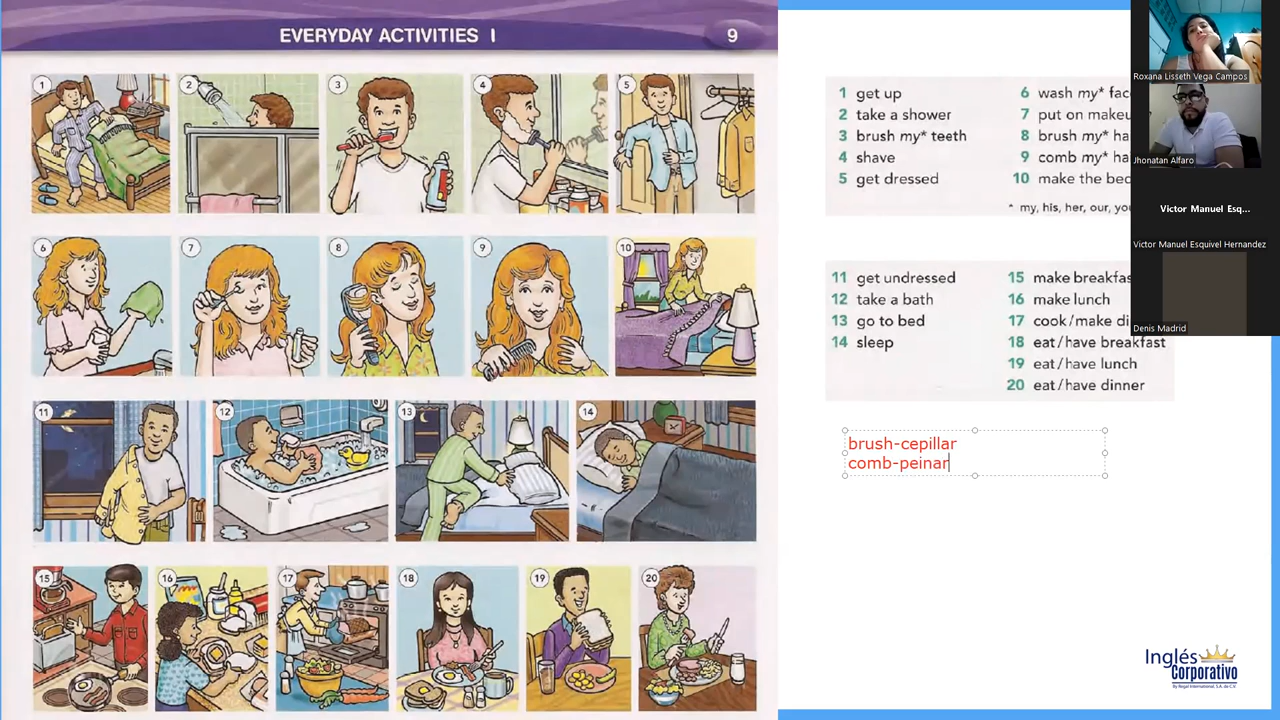 EVERYDAY ACTIVITIES I 9
1
2
3
4
5
6
7
8
9
10
11
12
13
14
15
16
17
18
19
20
1 get up
2 take a shower
3 brush my* teeth
4 shave
5 get dressed
6 wash my*
7 put on
8 brush my*
9 comb my*
10 make the
* my, his, her, our,
11 get undressed
12 take a bath
13 go to bed
14 sleep
15 make
16 make lunch
17 cook/make
18 eat/have breakfast
19 eat/have lunch
20 eat/have dinner
brush-cepillar
comb-peinar
Roxana Lisseth Vega Campos
Jhonatan Alfaro
Victor Manuel Esq...
Victor Manuel Esquivel Hernandez
Denis Madrid
Inglés
Corporativo
By Regal International, S.A. de C.V.